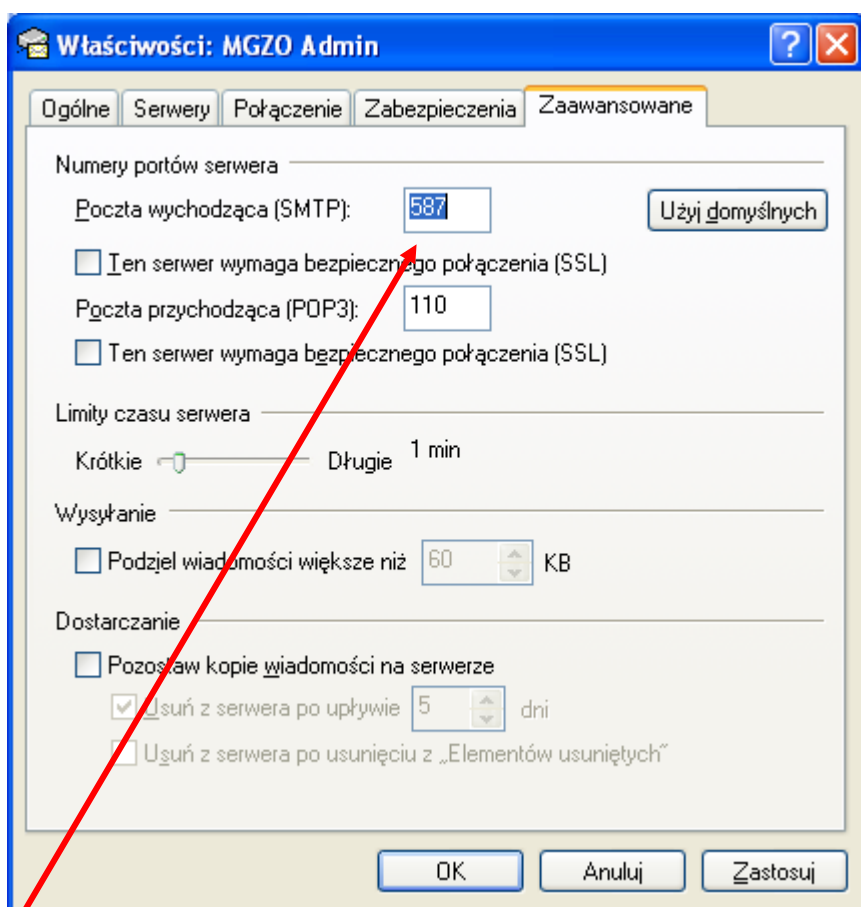 Właściwości: MGZO Admin
Ogólne Serwery Połączenie Zabezpieczenia Zaawansowane
Numery portów serwera
Poczta wychodząca (SMTP): 587 Użyj domyślnych
Ten serwer wymaga bezpiecznego połączenia (SSL)
Poczta przychodząca (POP3): 110
Ten serwer wymaga bezpiecznego połączenia (SSL)
Limity czasu serwera
Krótkie Długie 1 min
Wysyłanie
Podziel wiadomości większe niż 60 KB
Dostarczanie
Pozostaw kopie wiadomości na serwerze
Usuń z serwera po upływie 5 dni
Usuń z serwera po usunięciu z „Elementów usuniętych”
OK Anuluj Zastosuj